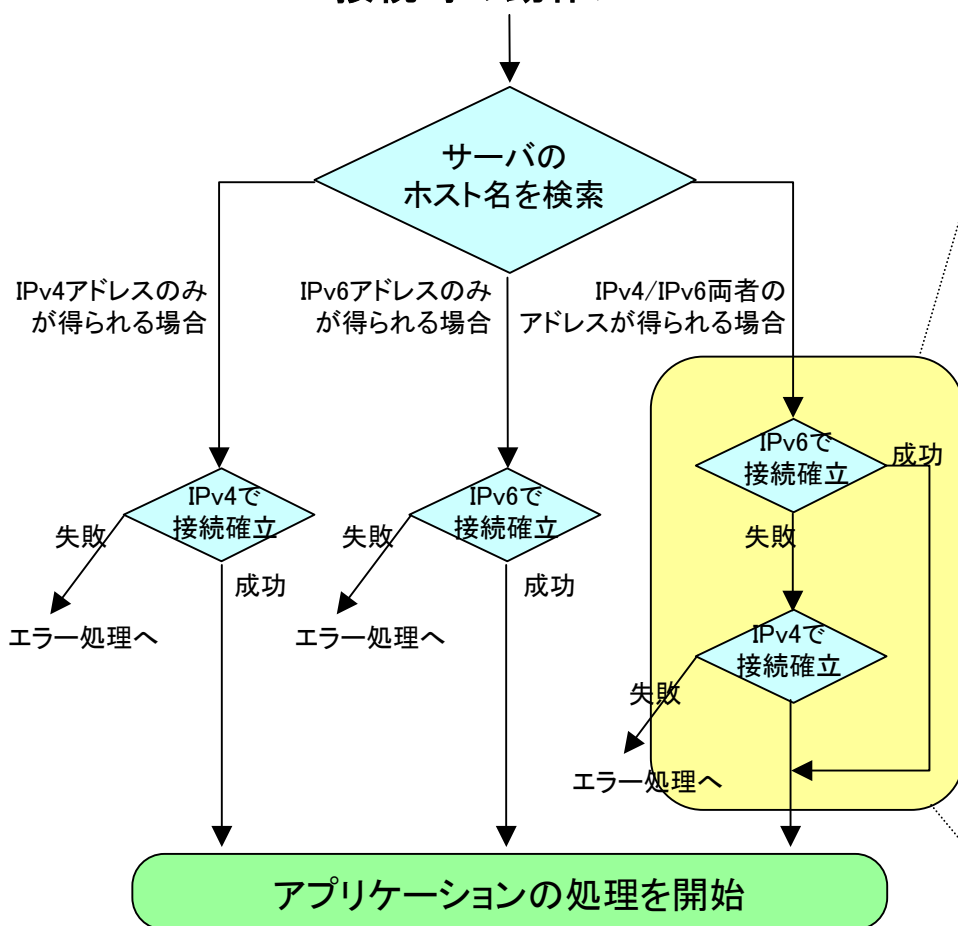 サーバの
ホスト名を検索
IPv4アドレスのみ
が得られる場合
IPv6アドレスのみ
が得られる場合
IPv4/IPv6両者の
アドレスが得られる場合
IPv4で
接続確立
失敗
成功
エラー処理へ
IPv6で
接続確立
失敗
成功
エラー処理へ
IPv6で
接続確立
成功
失敗
IPv4で
接続確立
失敗
エラー処理へ
アプリケーションの処理を開始